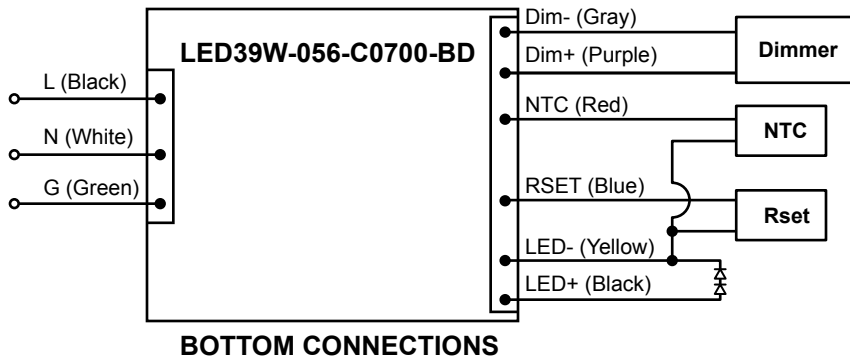 LED39W-056-C0700-BD
L (Black)
N (White)
G (Green)
Dim- (Gray)
Dim+ (Purple)
NTC (Red)
RSET (Blue)
LED- (Yellow)
LED+ (Black)
Dimmer
NTC
Rset
BOTTOM CONNECTIONS